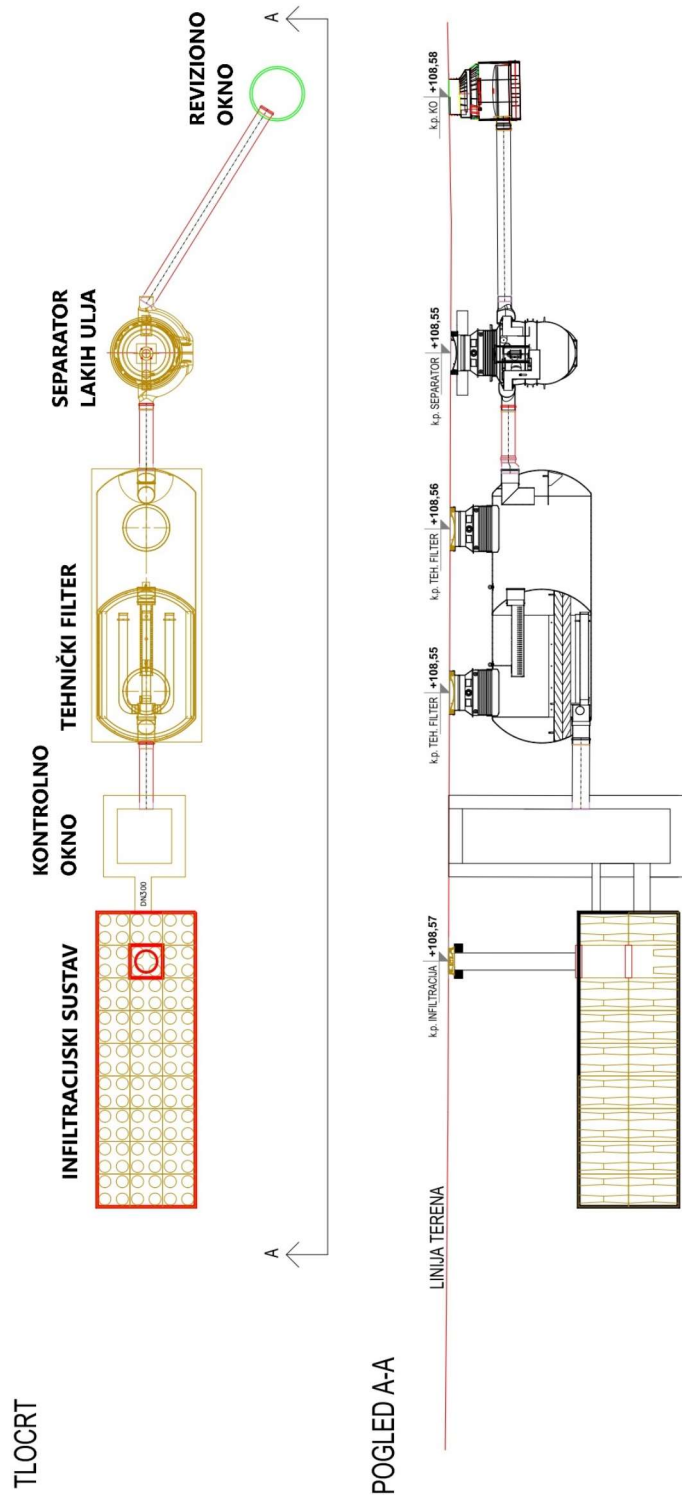 TLOCRT
INFILTRACIJSKI SUSTAV
KONTROLNO
OKNO
TEHNIČKI FILTER
SEPARATOR
LAKIH ULJA
REVIZIONO
OKNO
DN300
A
A
POGLED A-A
LINIJA TERENA
k.p. INFILTRACIJA +108,57
k.p. TEH. FILTER +108,55
k.p. TEH. FILTER +108,56
k.p. SEPARATOR +108,55
k.p. KO +108,58